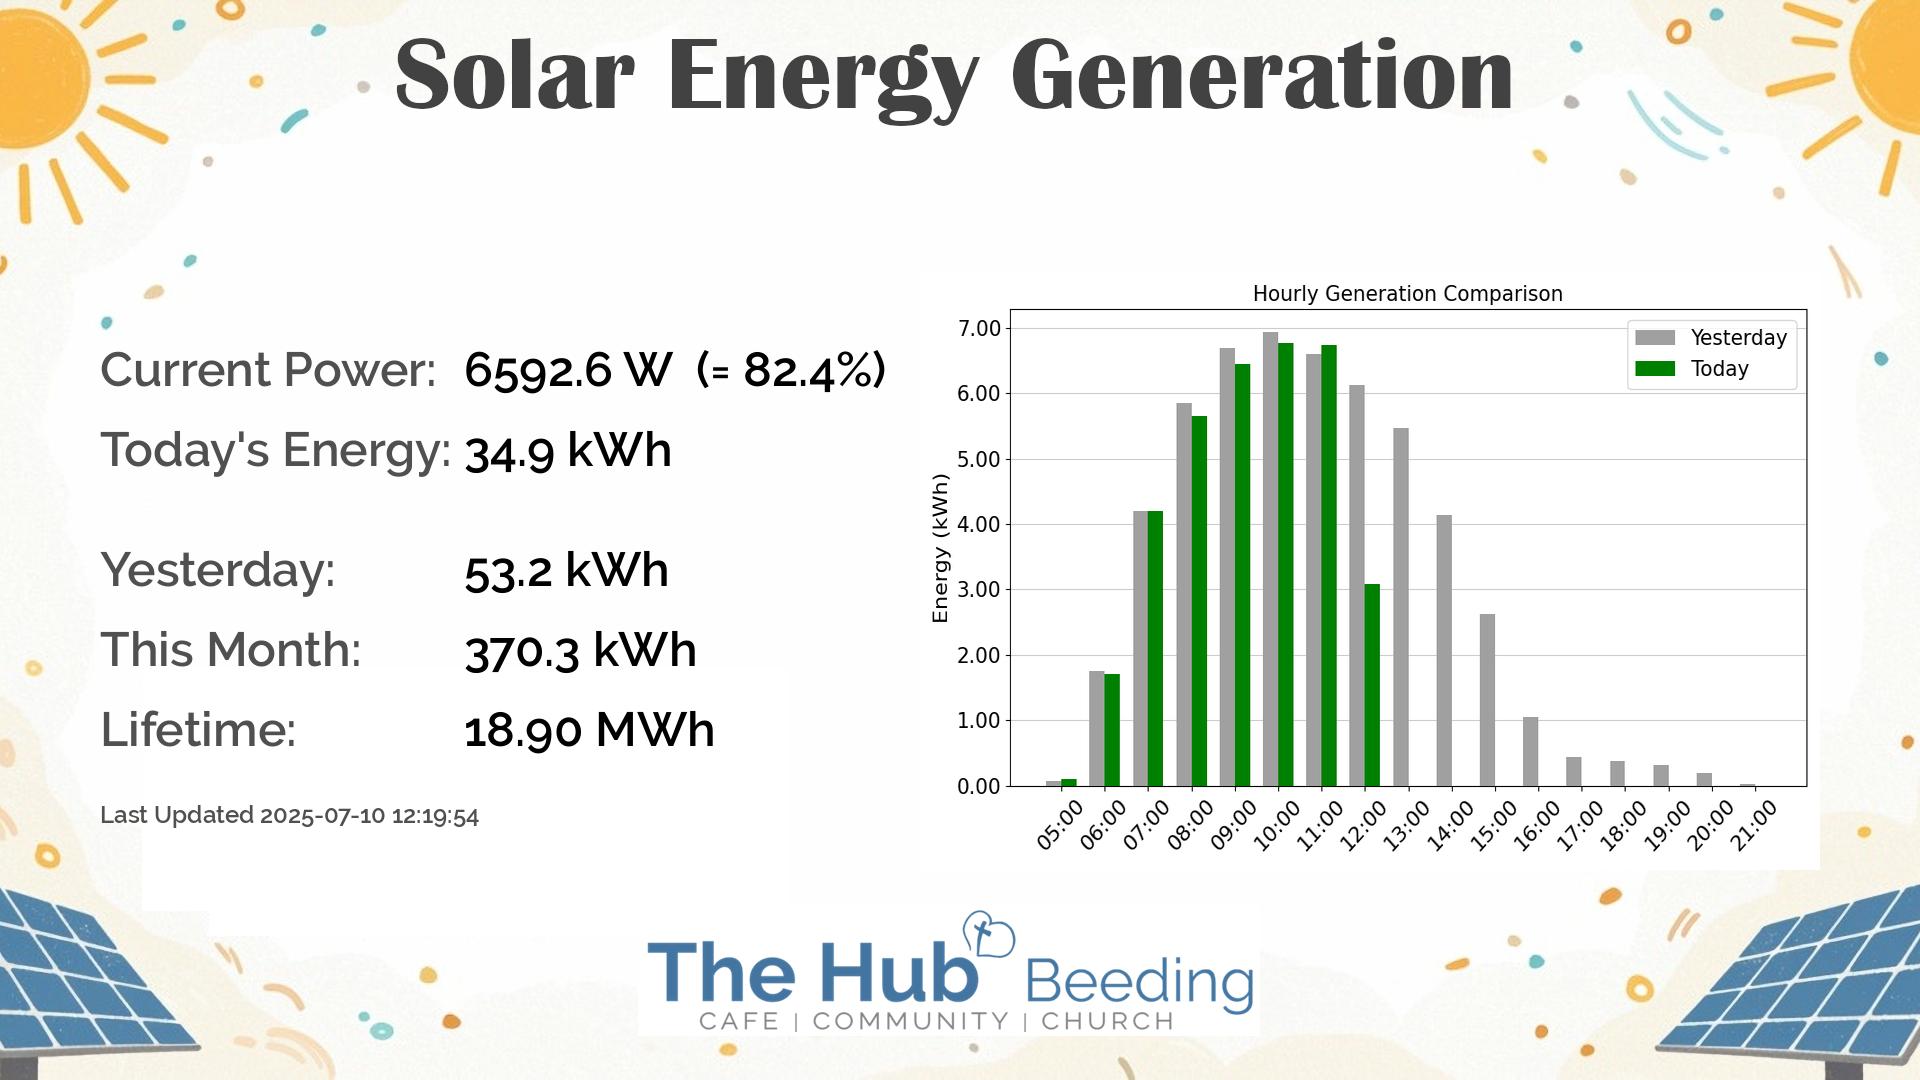 Solar Energy Generation
Current Power: 6592.6 W (= 82.4%)
Today's Energy: 34.9 kWh
Yesterday: 53.2 kWh
This Month: 370.3 kWh
Lifetime: 18.90 MWh
Last Updated 2025-07-10 12:19:54
Hourly Generation Comparison
Yesterday
Today
Energy (kWh)
7.00
6.00
5.00
4.00
3.00
2.00
1.00
0.00
05:00 06:00 07:00 08:00 09:00 10:00 11:00 12:00 13:00 14:00 15:00 16:00 17:00 18:00 19:00 20:00 21:00
The Hub Beeding
CAFE | COMMUNITY | CHURCH